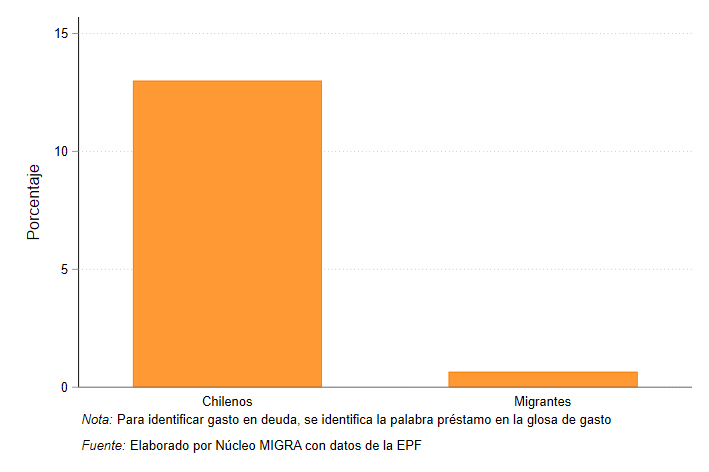 15
10
5
0
Porcentaje
Chilenos
Migrantes
Nota: Para identificar gasto en deuda, se identifica la palabra préstamo en la glosa de gasto
Fuente: Elaborado por Núcleo MIGRA con datos de la EPF